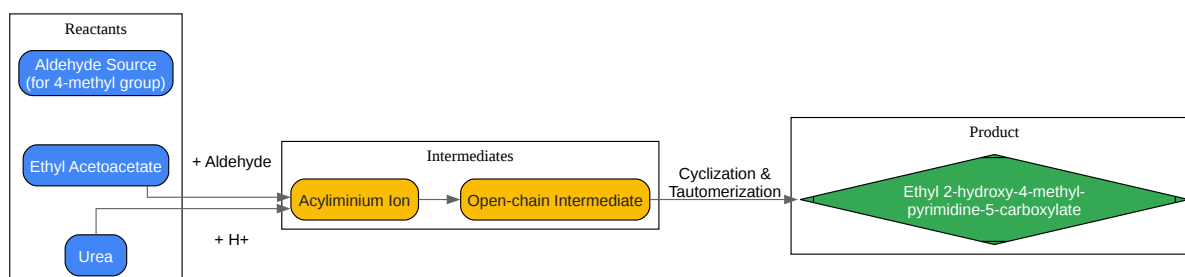 Reactants
Aldehyde Source
(for 4-methyl group)
Ethyl Acetoacetate
Urea
+ Aldehyde
+ H+
Intermediates
Acyliminium Ion
Open-chain Intermediate
Cyclization &
Tautomerization
Product
Ethyl 2-hydroxy-4-methyl-
pyrimidine-5-carboxylate